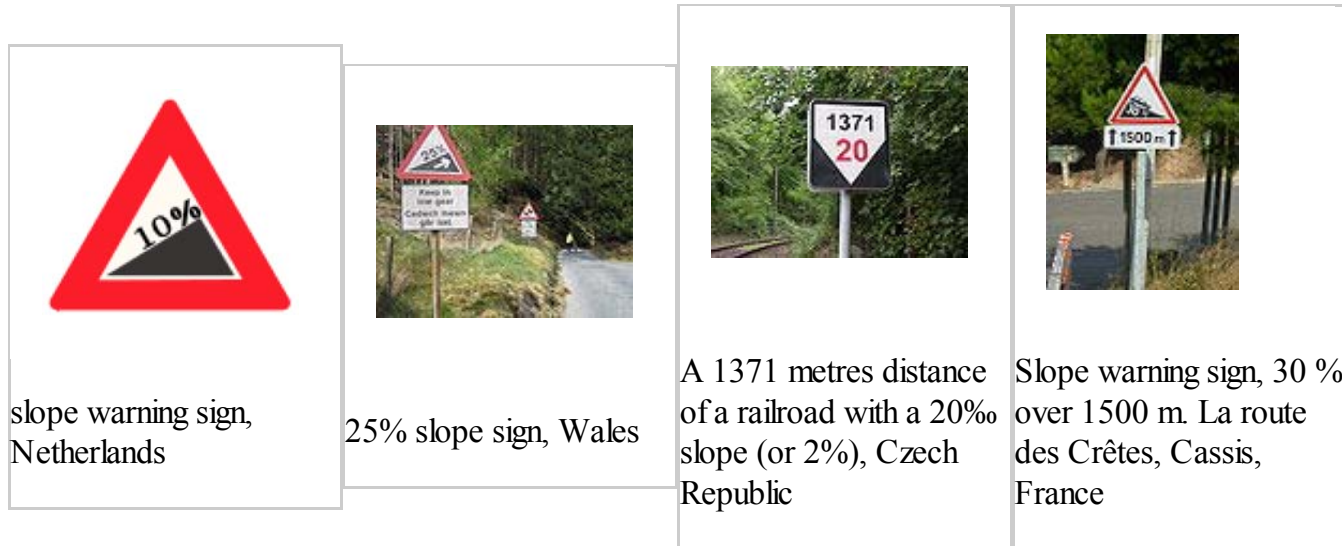 10%
slope warning sign,
Netherlands
25%
Keep in
low gear
25% slope sign, Wales
1371
20
A 1371 metres distance
of a railroad with a 20‰
slope (or 2%), Czech
Republic
1500 m
Slope warning sign, 30 %
over 1500 m. La route
des Crêtes, Cassis,
France